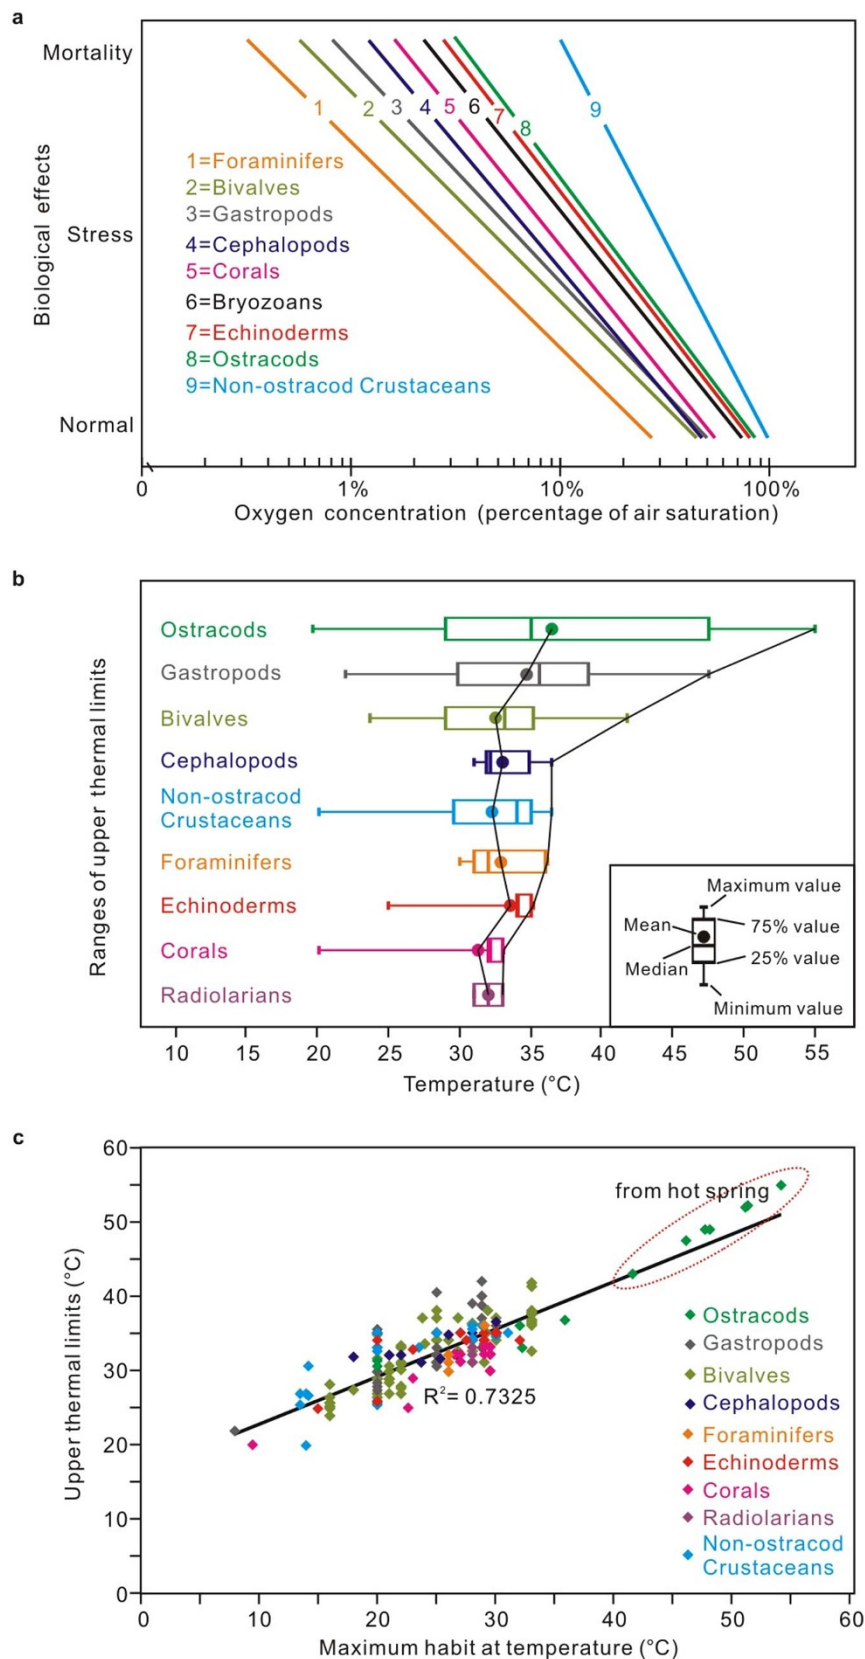 a
Mortality
Stress
Normal
Biological effects
1
2
3
4
5
6
7
8
9
1=Foraminifers
2=Bivalves
3=Gastropods
4=Cephalopods
5=Corals
6=Bryozoans
7=Echinoderms
8=Ostracods
9=Non-ostracod Crustaceans
0 1% 10% 100%
Oxygen concentration (percentage of air saturation)
b
Ranges of upper thermal limits
Ostracods
Gastropods
Bivalves
Cephalopods
Non-ostracod
Crustaceans
Foraminifers
Echinoderms
Corals
Radiolarians
Maximum value
Mean
75% value
Median
25% value
Minimum value
10 15 20 25 30 35 40 45 50 55
Temperature (°C)
c
Upper thermal limits (°C)
60
50
40
30
20
10
0
from hot spring
R²= 0.7325
Ostracods
Gastropods
Bivalves
Cephalopods
Foraminifers
Echinoderms
Corals
Radiolarians
Non-ostracod
Crustaceans
0 10 20 30 40 50 60
Maximum habit at temperature (°C)